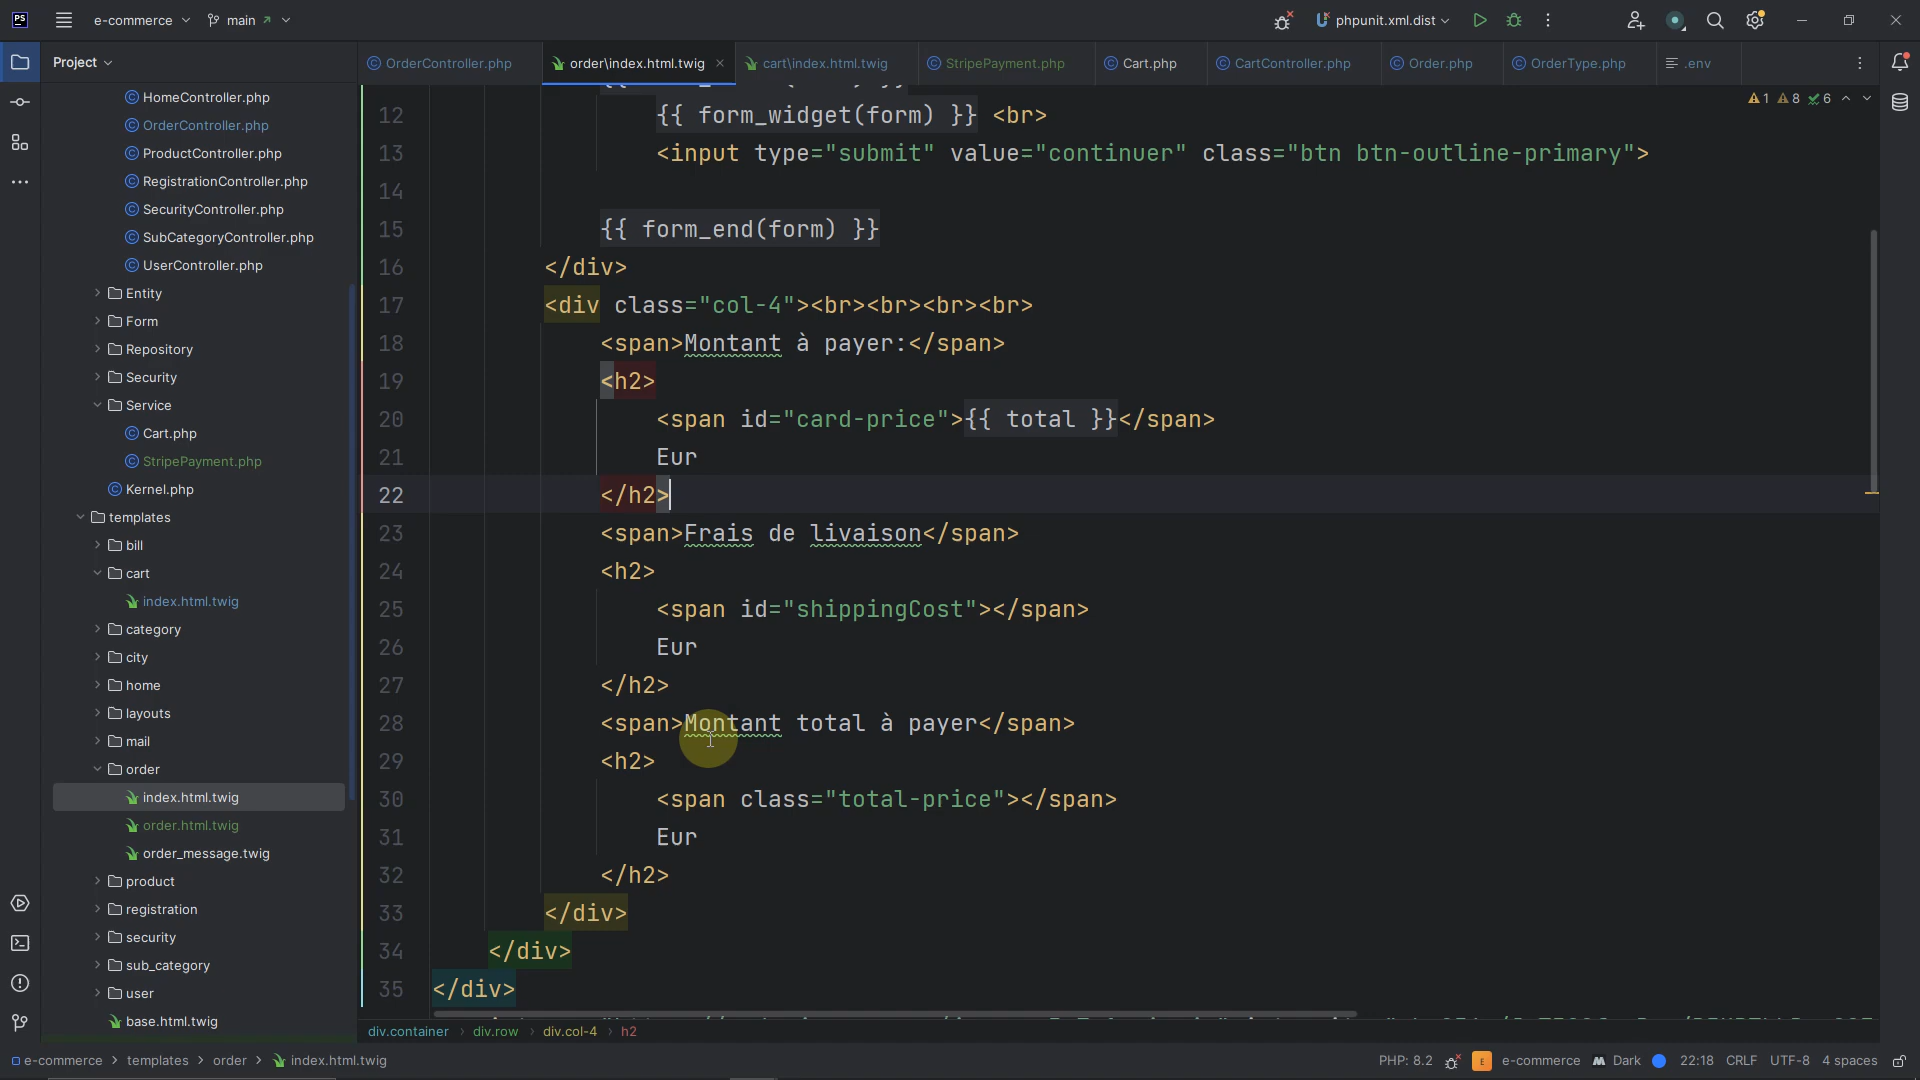 PS e-commerce main phpunit.xml.dist
Project
OrderController.php order\index.html.twig cart\index.html.twig StripePayment.php Cart.php CartController.php Order.php OrderType.php .env
1 8 6
HomeController.php
OrderController.php
ProductController.php
RegistrationController.php
SecurityController.php
SubCategoryController.php
UserController.php
Entity
Form
Repository
Security
Service
Cart.php
StripePayment.php
Kernel.php
templates
bill
cart
index.html.twig
category
city
home
layouts
mail
order
index.html.twig
order.html.twig
order_message.twig
product
registration
security
sub_category
user
base.html.twig
12 {{ form_widget(form) }} <br>
13 <input type="submit" value="continuer" class="btn btn-outline-primary">
14
15 {{ form_end(form) }}
16 </div>
17 <div class="col-4"><br><br><br><br>
18 <span>Montant à payer:</span>
19 <h2>
20 <span id="card-price">{{ total }}</span>
21 Eur
22 </h2>
23 <span>Frais de livaison</span>
24 <h2>
25 <span id="shippingCost"></span>
26 Eur
27 </h2>
28 <span>Montant total à payer</span>
29 <h2>
30 <span class="total-price"></span>
31 Eur
32 </h2>
33 </div>
34 </div>
35 </div>
div.container › div.row › div.col-4 › h2
e-commerce › templates › order › index.html.twig PHP: 8.2 E e-commerce Dark 22:18 CRLF UTF-8 4 spaces